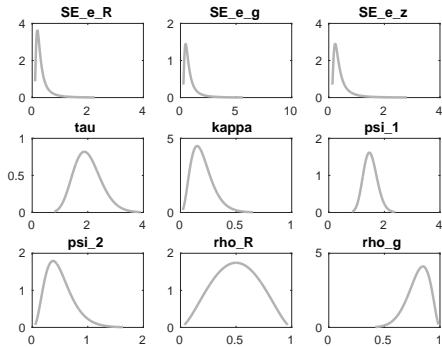 SE_e_R SE_e_g SE_e_z
4 2 4
2 1 2
0 0 0
0 2 4 0 5 10 0 2 4
tau kappa psi_1
1 5 2
0.5 1
0 0 0
0 2 4 0 0.5 1 0 2 4
psi_2 rho_R rho_g
2 2 5
1 1
0 0 0
0 1 2 0 0.5 1 0 0.5 1